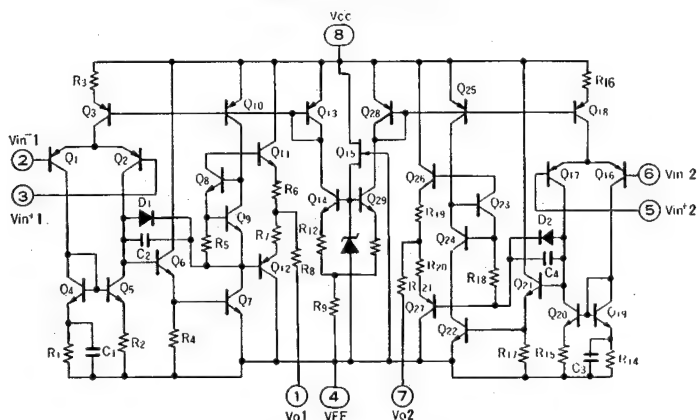 Vcc
8
R3
R16
Q3
Q10
Q13
Q28
Q25
Q18
Vin⁻1
2
Q1
Q2
Q11
Q15
Q17
Q16
6
Vin⁻2
3
Vin⁺1
Q8
R6
Q14
Q29
Q26
Q23
5
Vin⁺2
D1
Q9
R19
D2
C2
Q6
R5
R7
R12
Q24
C4
Q4
Q5
Q12
R8
R20
R18
Q21
R21
Q20
Q19
Q7
R9
Q27
Q22
R1
C1
R2
R4
R17
R15
C3
R14
1
Vo1
4
VEE
7
Vo2